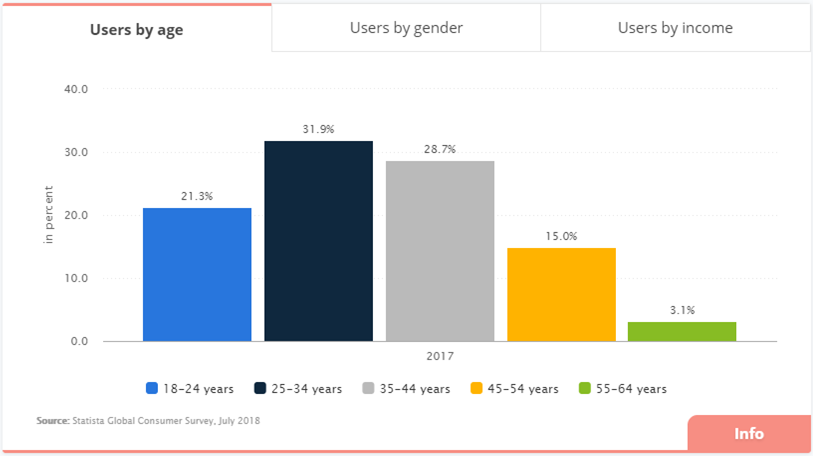 Users by age
Users by gender
Users by income
40.0
30.0
20.0
10.0
0.0
in percent
21.3%
31.9%
28.7%
15.0%
3.1%
2017
18–24 years
25–34 years
35–44 years
45–54 years
55–64 years
Source: Statista Global Consumer Survey, July 2018
Info